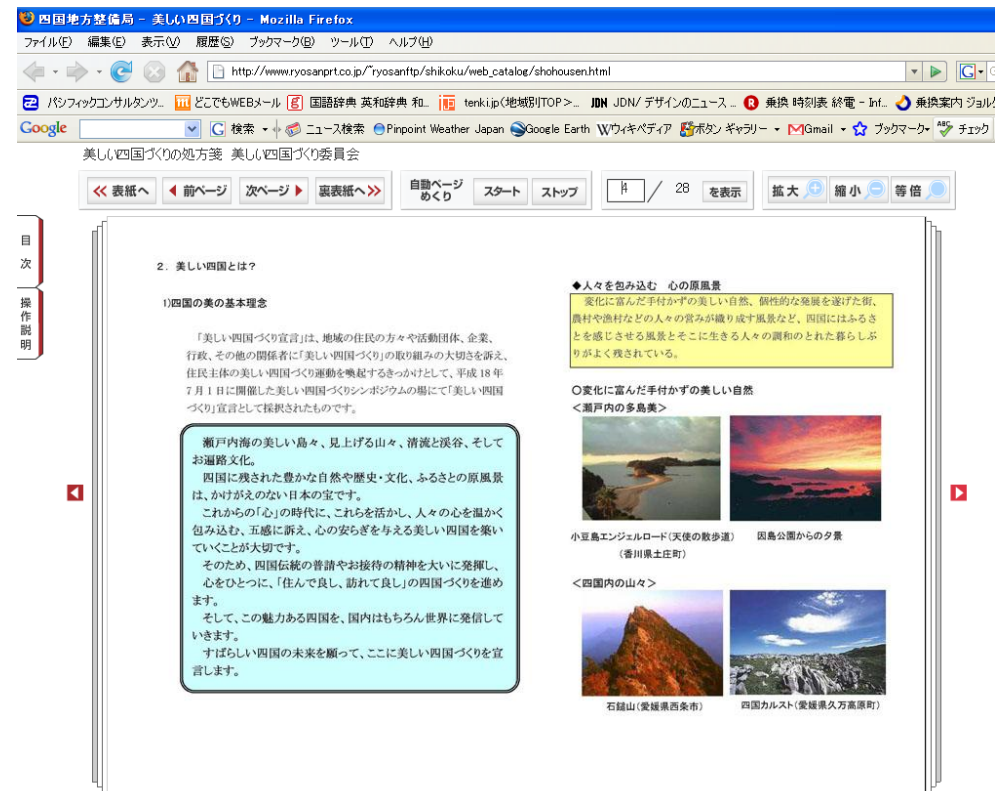 四国地方整備局 - 美しい四国づくり - Mozilla Firefox
ファイル(F) 編集(E) 表示(V) 履歴(S) ブックマーク(B) ツール(T) ヘルプ(H)
http://www.ryosanprt.co.jp/~ryosanftp/shikoku/web_catalog/shohousen.html
パシフィックコンサルタンツ... どこでもWEBメール 国語辞典 英和辞典 和... tenki.jp(地域別TOP>... JDN JDN/デザインのニュース ... 乗換 時刻表 終電 - Inf... 乗換案内 ジョルダ
Google 検索 ニュース検索 Pinpoint Weather Japan Google Earth ウィキペディア ボタン ギャラリー Gmail ブックマーク チェック
美しい四国づくりの処方箋 美しい四国づくり委員会
表紙へ 前ページ 次ページ 裏表紙へ 自動ページめくり スタート ストップ 4 / 28 を表示 拡大 縮小 等倍
目次
操作説明
2. 美しい四国とは?
1)四国の美の基本理念
「美しい四国づくり宣言」は、地域の住民の方々や活動団体、企業、
行政、その他の関係者に「美しい四国づくり」の取り組みの大切さを訴え、
住民主体の美しい四国づくり運動を喚起するきっかけとして、平成 18 年
7 月 1 日に開催した美しい四国づくりシンポジウムの場にて「美しい四国
づくり」宣言として採択されたものです。
瀬戸内海の美しい島々、見上げる山々、清流と渓谷、そして
お遍路文化。
四国に残された豊かな自然や歴史・文化、ふるさとの原風景
は、かけがえのない日本の宝です。
これからの「心」の時代に、これらを活かし、人々の心を温かく
包み込む、五感に訴え、心の安らぎを与える美しい四国を築い
ていくことが大切です。
そのため、四国伝統の普請やお接待の精神を大いに発揮し、
心をひとつに、「住んで良し、訪れて良し」の四国づくりを進め
ます。
そして、この魅力ある四国を、国内はもちろん世界に発信して
いきます。
すばらしい四国の未来を願って、ここに美しい四国づくりを宣
言します。
◆人々を包み込む 心の原風景
変化に富んだ手付かずの美しい自然、個性的な発展を遂げた街、
農村や漁村などの人々の営みが織り成す風景など、四国にはふるさ
とを感じさせる風景とそこに生きる人々の調和のとれた暮らしぶ
りがよく残されている。
○変化に富んだ手付かずの美しい自然
<瀬戸内の多島美>
小豆島エンジェルロード(天使の散歩道)
(香川県土庄町)
因島公園からの夕景
<四国内の山々>
石鎚山(愛媛県西条市)
四国カルスト(愛媛県久万高原町)